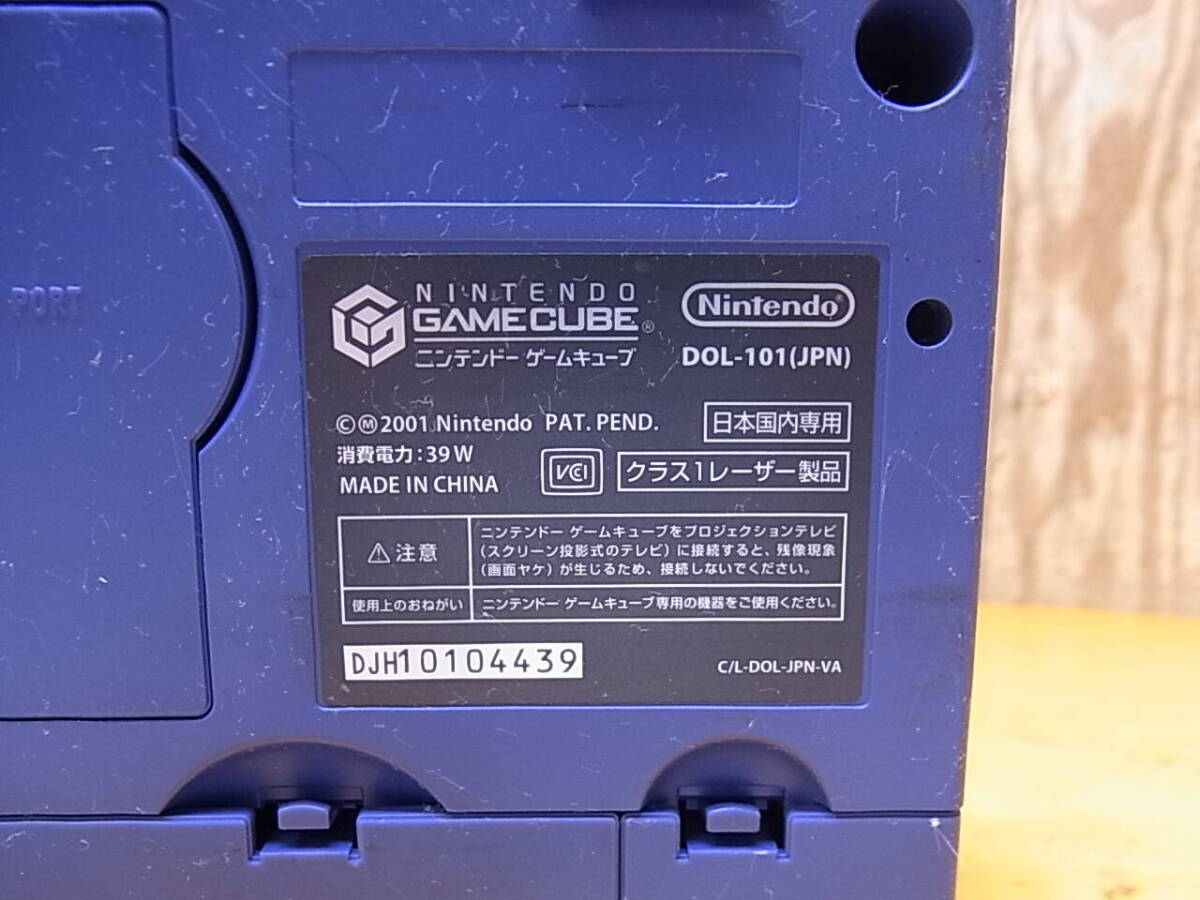 PORT
NINTENDO
GAMECUBE®
ニンテンドー ゲームキューブ
Nintendo®
DOL-101(JPN)
©Ⓜ2001 Nintendo PAT. PEND.
日本国内専用
消費電力:39W
MADE IN CHINA
VCI
クラス1レーザー製品
⚠注意
ニンテンドー ゲームキューブをプロジェクションテレビ
(スクリーン投影式のテレビ)に接続すると、残像現象
(画面ヤケ)が生じるため、接続しないでください。
使用上のおねがい
ニンテンドー ゲームキューブ専用の機器をご使用ください。
DJH10104439
C/L-DOL-JPN-VA